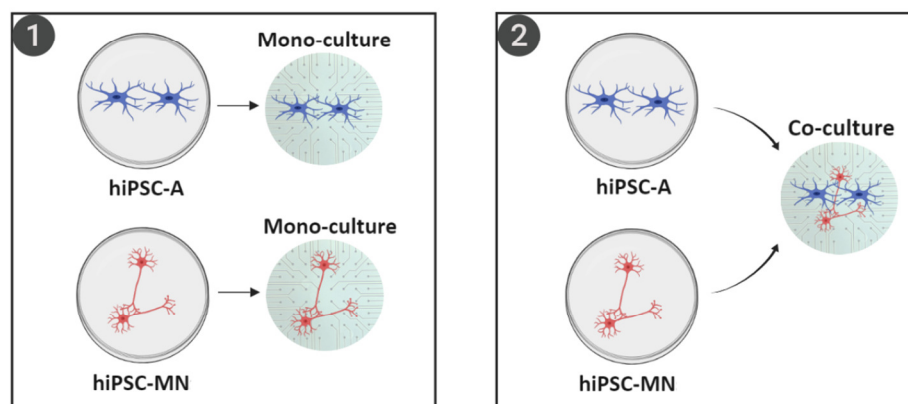 1
Mono-culture
hiPSC-A
Mono-culture
hiPSC-MN
2
hiPSC-A
Co-culture
hiPSC-MN